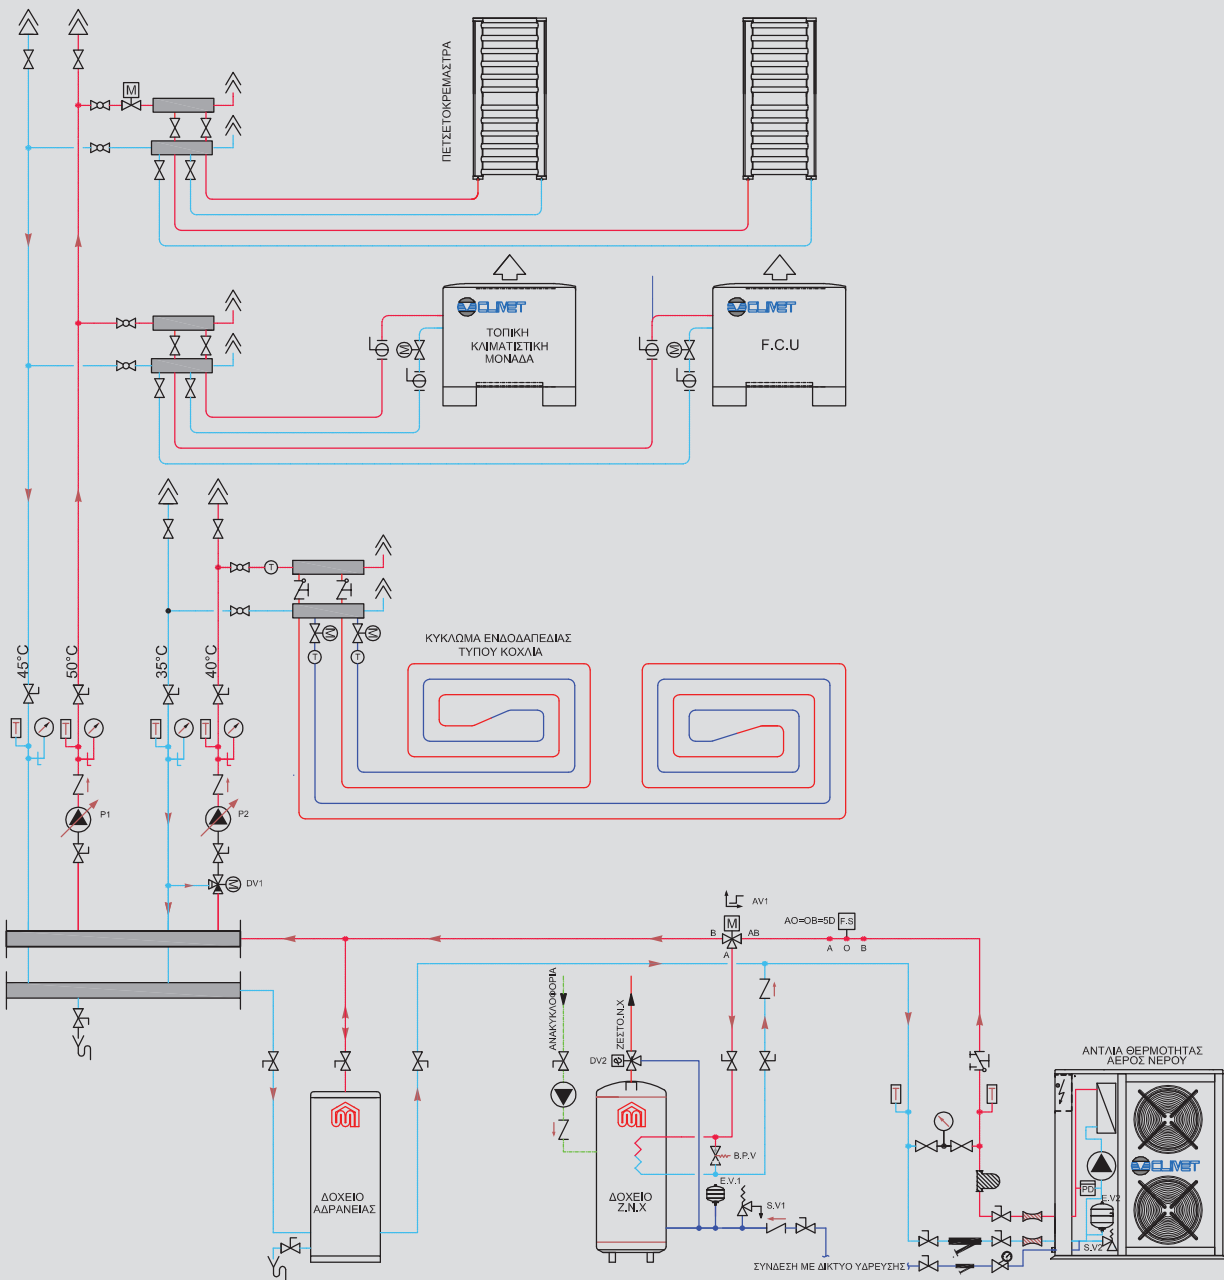 M
ΠΕΤΣΕΤΟΚΡΕΜΑΣΤΡΑ
CLIVET
ΤΟΠΙΚΗ
ΚΛΙΜΑΤΙΣΤΙΚΗ
ΜΟΝΑΔΑ
M
CLIVET
F.C.U
M
T
M
M
T
T
ΚΥΚΛΩΜΑ ΕΝΔΟΔΑΠΕΔΙΑΣ
ΤΥΠΟΥ ΚΟΧΛΙΑ
45°C
50°C
35°C
40°C
T
T
T
T
P1
P2
M
DV1
AV1
M
B
AB
A
AO=OB=5D
F.S
A
O
B
ΑΝΑΚΥΚΛΟΦΟΡΙΑ
ΖΕΣΤΟ.Ν.Χ
DV2
ΑΝΤΛΙΑ ΘΕΡΜΟΤΗΤΑΣ
ΑΕΡΟΣ ΝΕΡΟΥ
T
T
CLIVET
PD
E.V2
S.V2
B.P.V
E.V.1
S.V1
ΔΟΧΕΙΟ
ΑΔΡΑΝΕΙΑΣ
ΔΟΧΕΙΟ
Ζ.Ν.Χ
ΣΥΝΔΕΣΗ ΜΕ ΔΙΚΤΥΟ ΥΔΡΕΥΣΗΣ